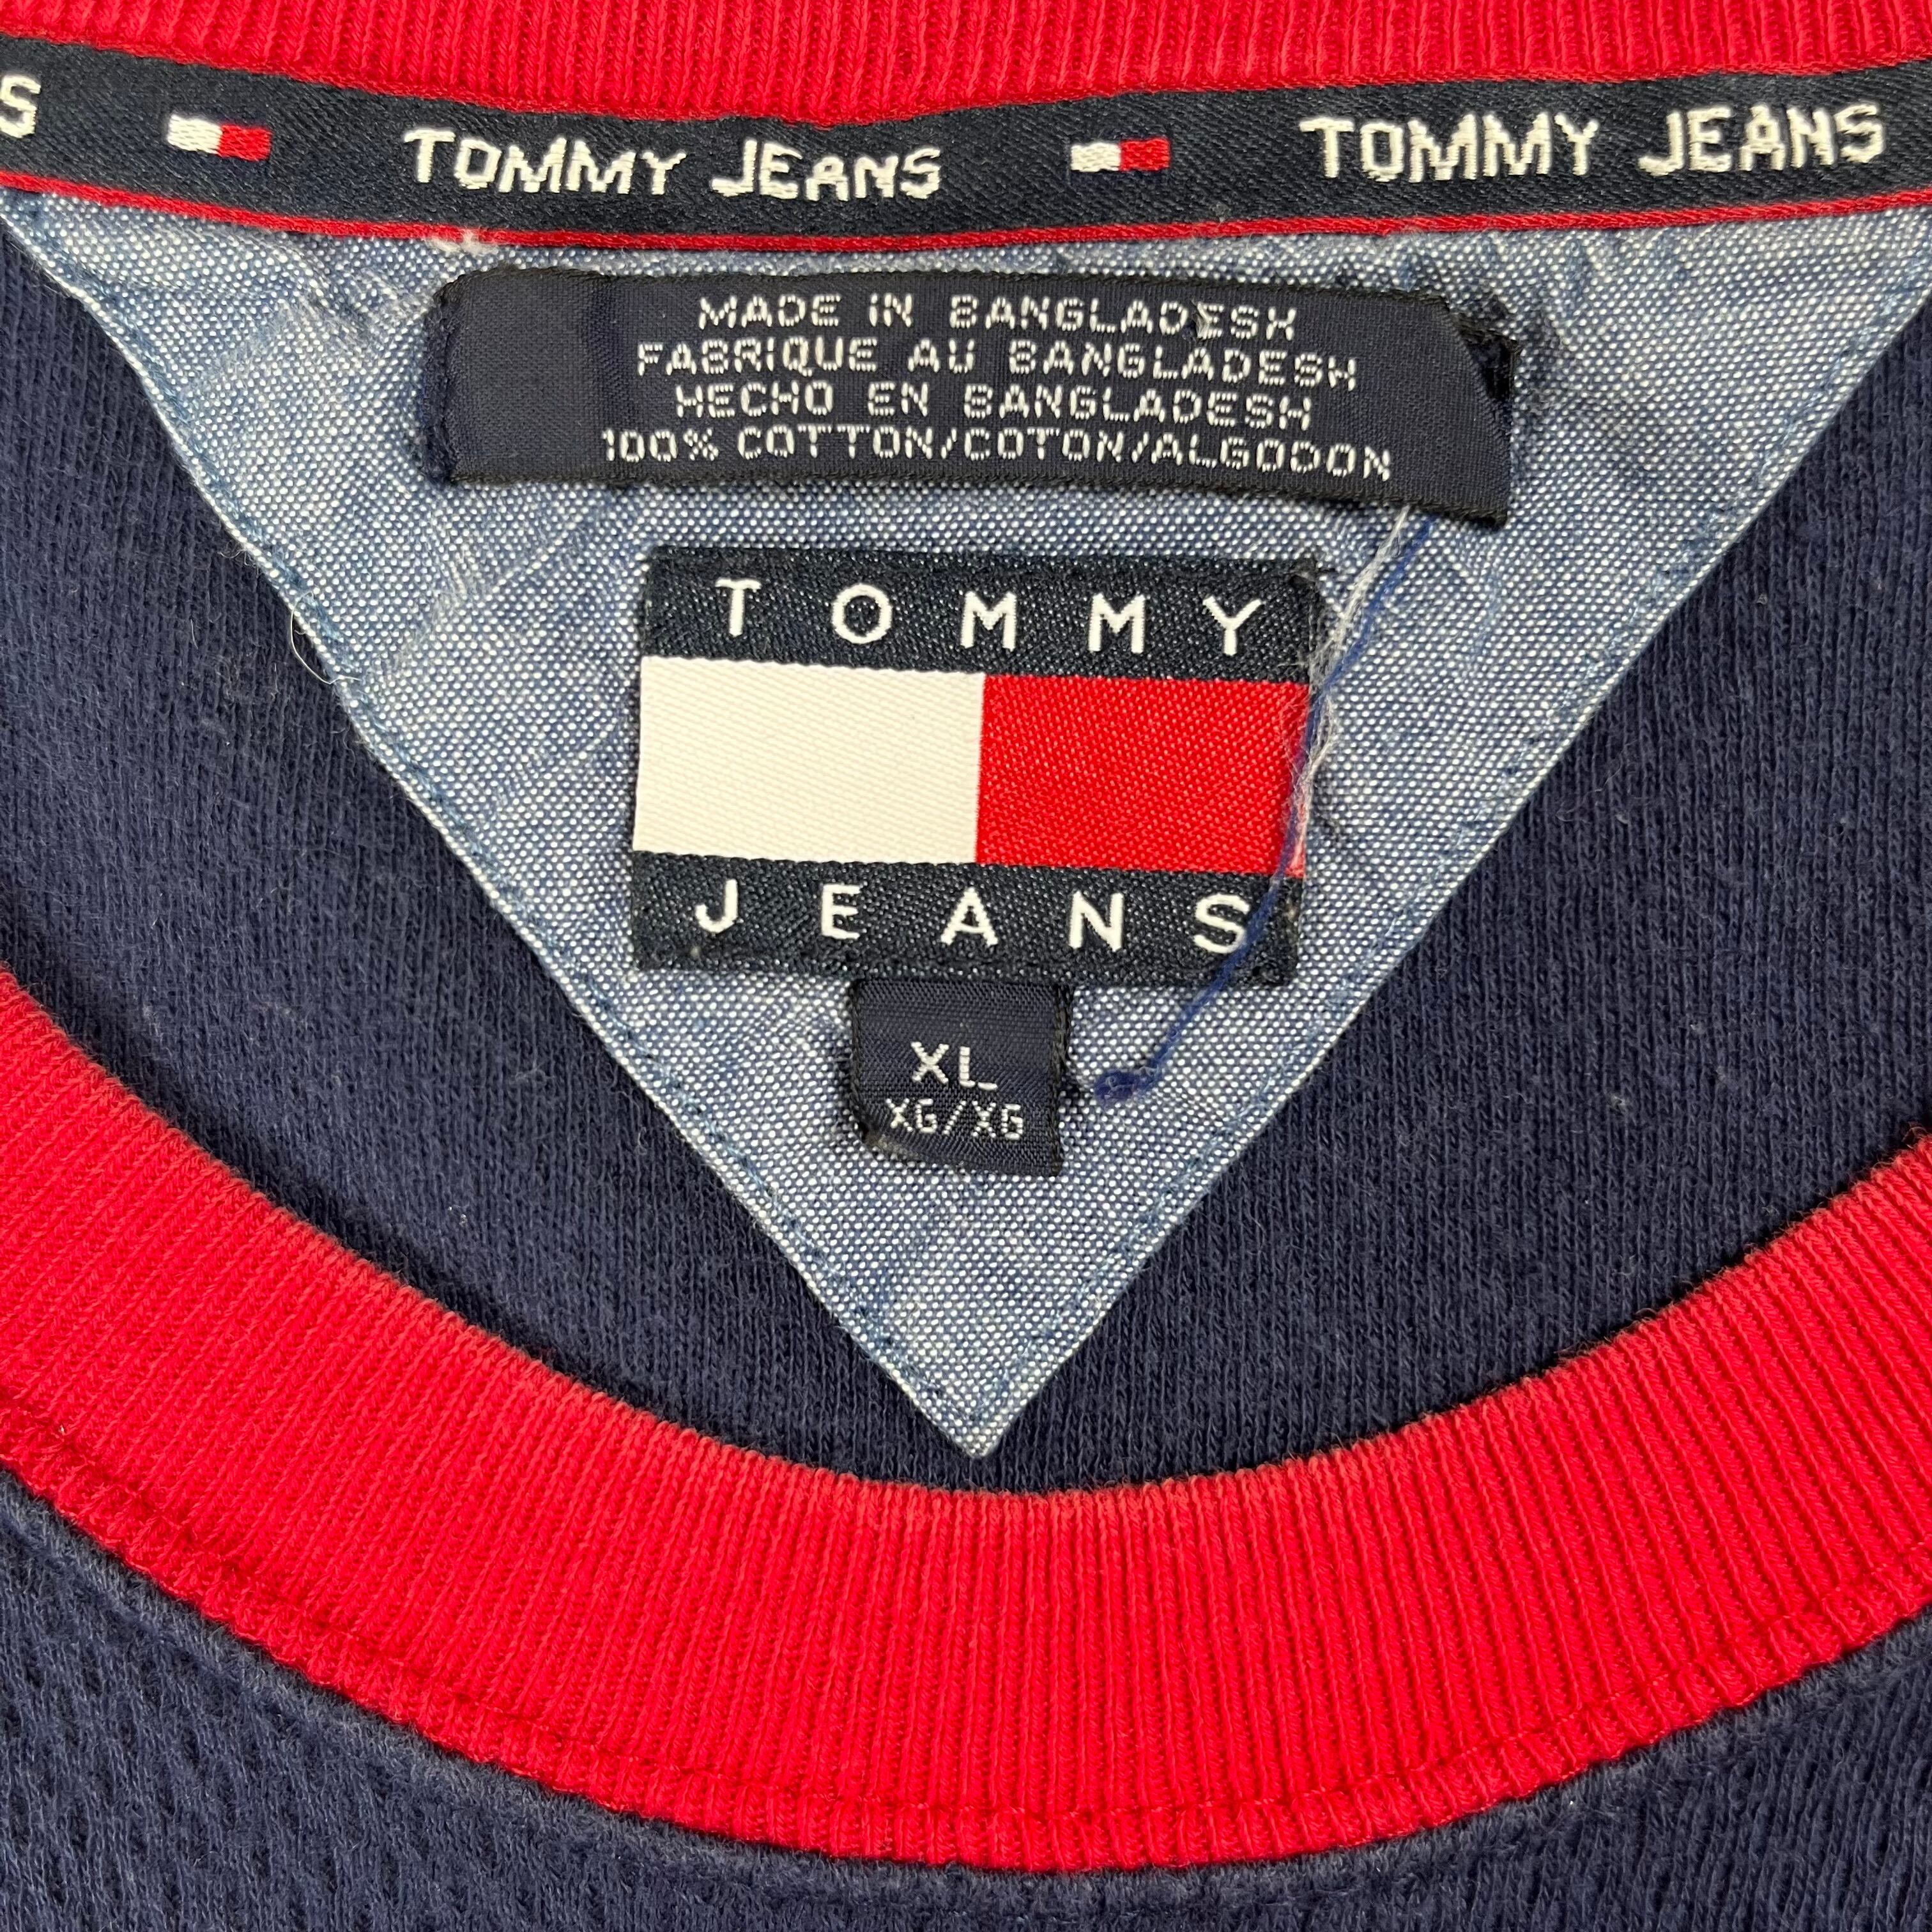 S TOMMY JEANS TOMMY JEANS
MADE IN BANGLADESH
FABRIQUE AU BANGLADESH
HECHO EN BANGLADESH
100% COTTON/COTON/ALGODON
TOMMY
JEANS
XL
XG/XG